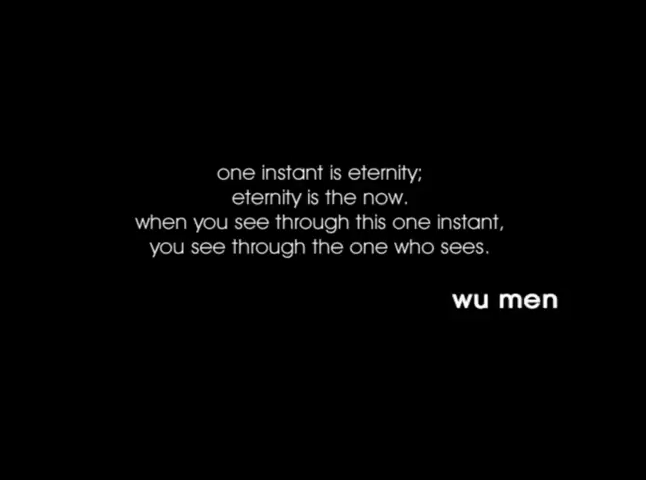 one instant is eternity;
eternity is the now.
when you see through this one instant,
you see through the one who sees.
wu men